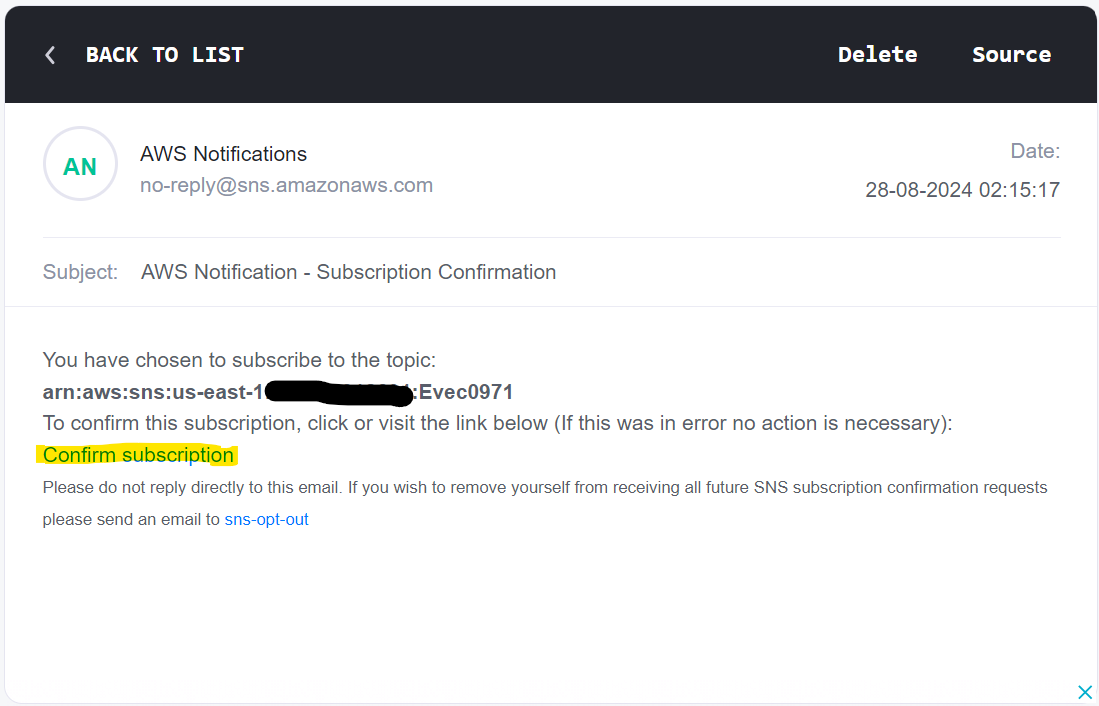 BACK TO LIST
Delete
Source
AN
AWS Notifications
no-reply@sns.amazonaws.com
Date:
28-08-2024 02:15:17
Subject: AWS Notification - Subscription Confirmation
You have chosen to subscribe to the topic:
arn:aws:sns:us-east-1 :Evec0971
To confirm this subscription, click or visit the link below (If this was in error no action is necessary):
Confirm subscription
Please do not reply directly to this email. If you wish to remove yourself from receiving all future SNS subscription confirmation requests
please send an email to sns-opt-out